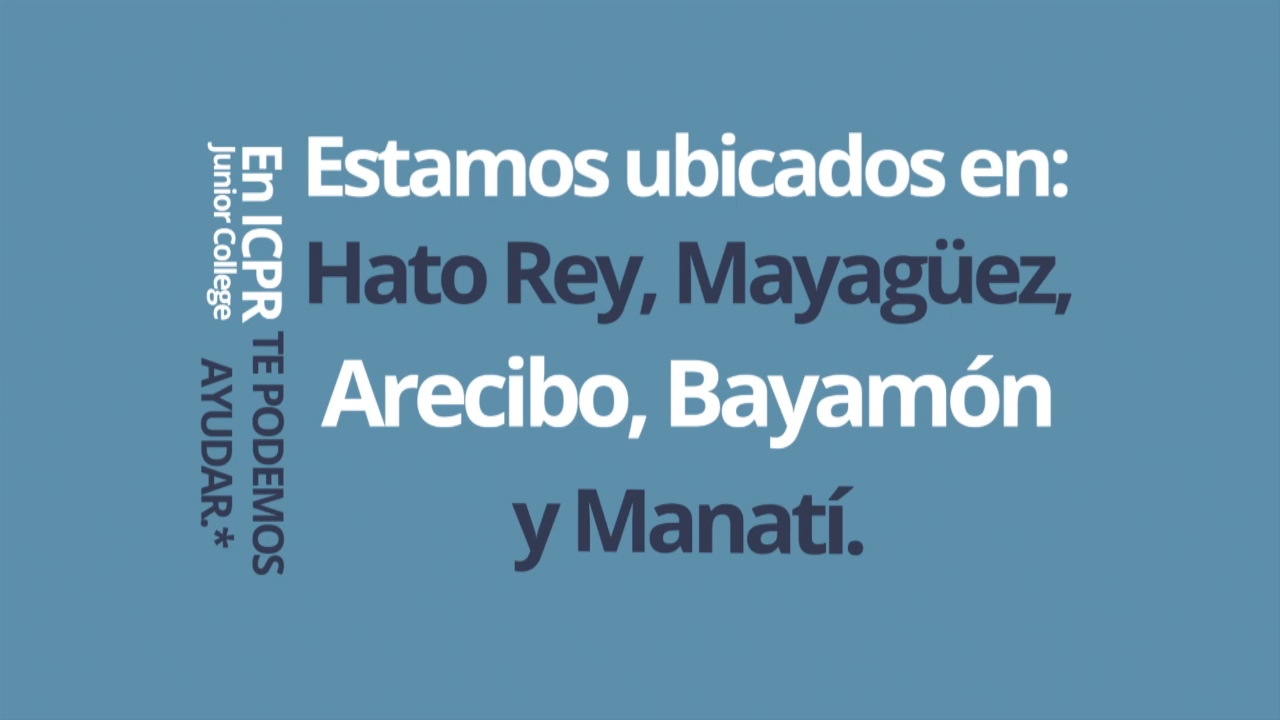 En ICPR
Junior College
TE PODEMOS
AYUDAR.*
Estamos ubicados en:
Hato Rey, Mayagüez,
Arecibo, Bayamón
y Manatí.